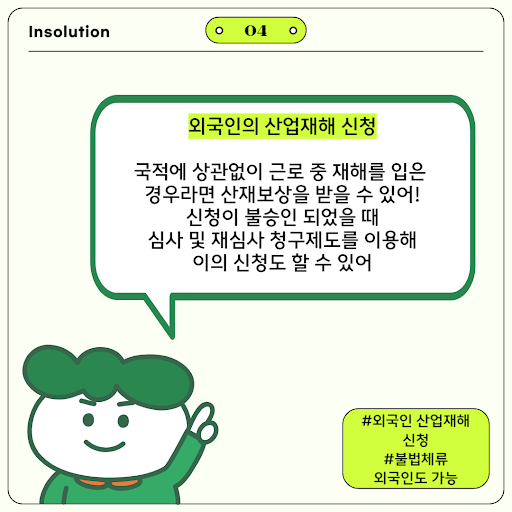 Insolution
04
외국인의 산업재해 신청
국적에 상관없이 근로 중 재해를 입은
경우라면 산재보상을 받을 수 있어!
신청이 불승인 되었을 때
심사 및 재심사 청구제도를 이용해
이의 신청도 할 수 있어
#외국인 산업재해
신청
#불법체류
외국인도 가능